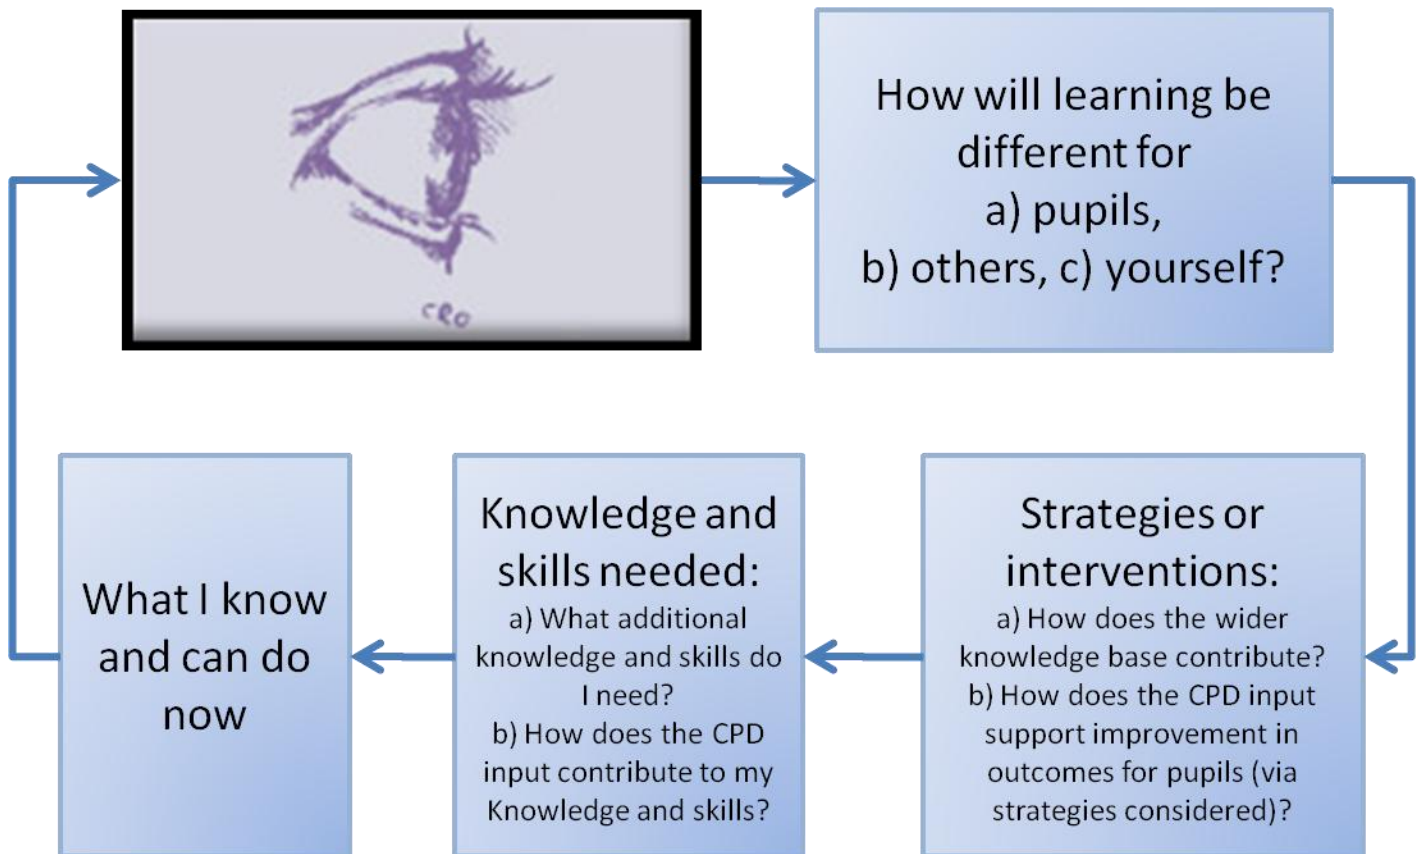 CRO
How will learning be
different for
a) pupils,
b) others, c) yourself?
Strategies or
interventions:
a) How does the wider
knowledge base contribute?
b) How does the CPD input
support improvement in
outcomes for pupils (via
strategies considered)?
Knowledge and
skills needed:
a) What additional
knowledge and skills do
I need?
b) How does the CPD
input contribute to my
Knowledge and skills?
What I know
and can do
now